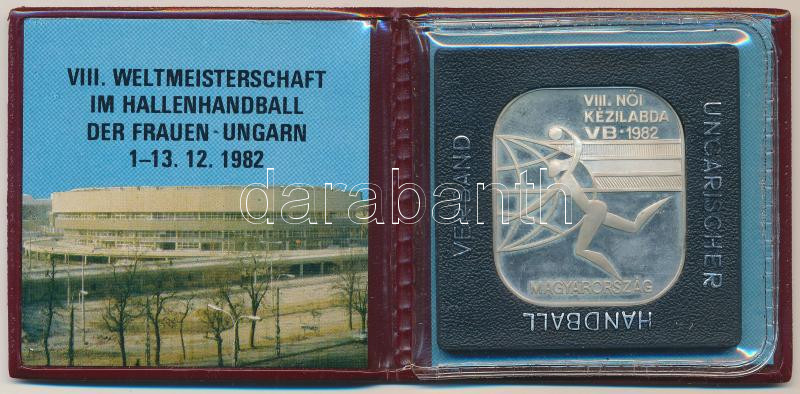 VIII. WELTMEISTERSCHAFT
IM HALLENHANDBALL
DER FRAUEN-UNGARN
1–13. 12. 1982
darabanth
VERBAND
UNGARISCHER
HANDBALL
VIII. NŐI
KÉZILABDA
VB·1982
MAGYARORSZÁG